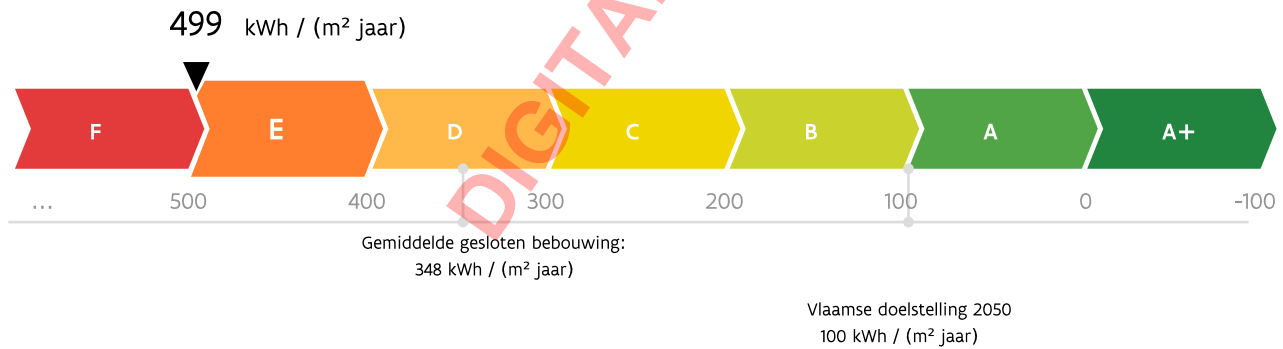 499 kWh / (m² jaar)
F E D C B A A+
... 500 400 300 200 100 0 -100
Gemiddelde gesloten bebouwing:
348 kWh / (m² jaar)
Vlaamse doelstelling 2050
100 kWh / (m² jaar)
DIGITA